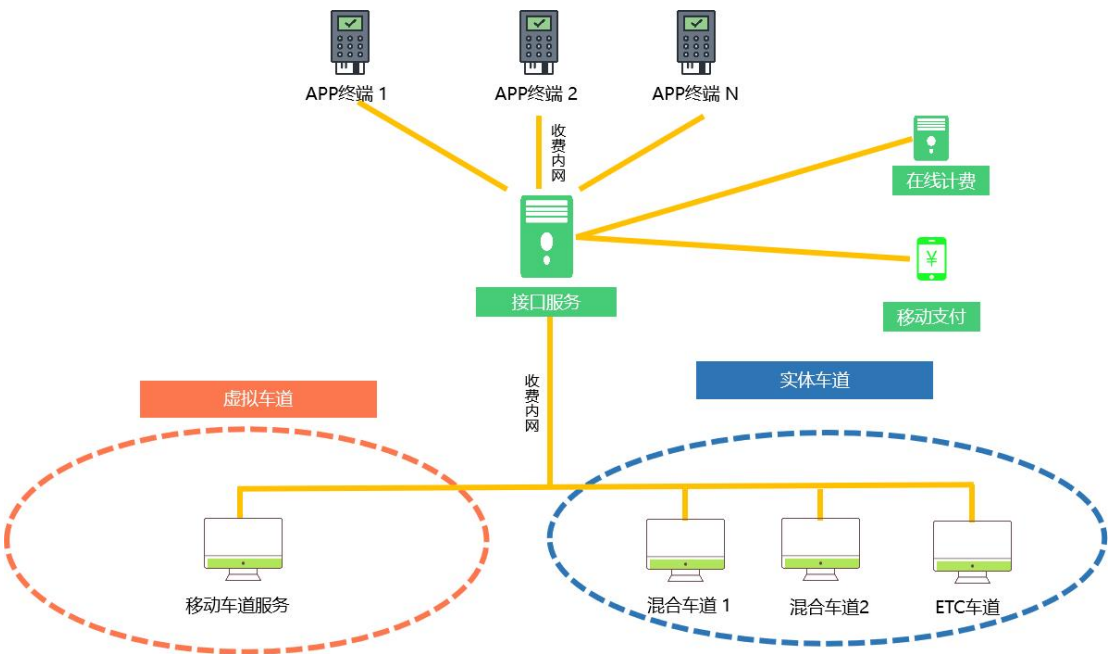 APP终端 1
APP终端 2
APP终端 N
收费内网
在线计费
¥
接口服务
移动支付
收费内网
虚拟车道
实体车道
移动车道服务
混合车道 1
混合车道2
ETC车道